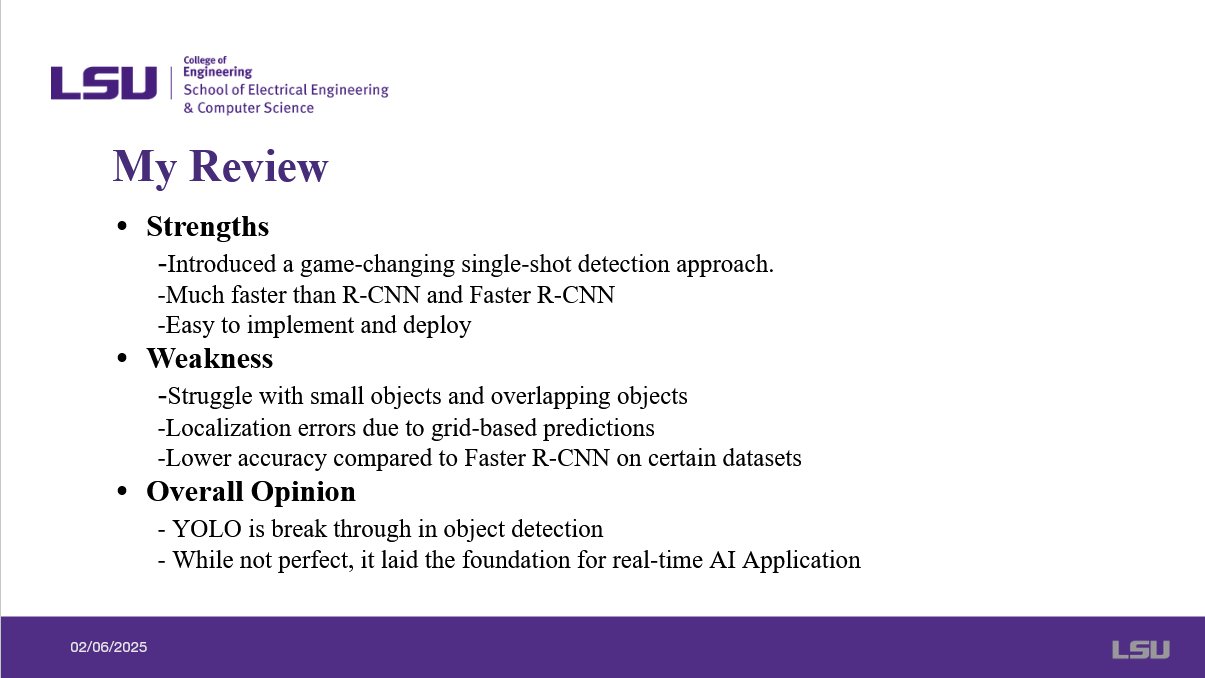 LSU
College of
Engineering
School of Electrical Engineering
& Computer Science
My Review
• Strengths
-Introduced a game-changing single-shot detection approach.
-Much faster than R-CNN and Faster R-CNN
-Easy to implement and deploy
• Weakness
-Struggle with small objects and overlapping objects
-Localization errors due to grid-based predictions
-Lower accuracy compared to Faster R-CNN on certain datasets
• Overall Opinion
- YOLO is break through in object detection
- While not perfect, it laid the foundation for real-time AI Application
02/06/2025
LSU